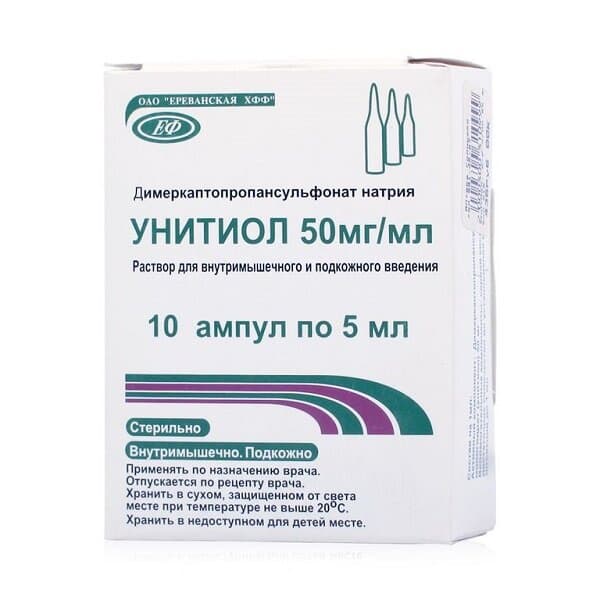 ОАО "ЕРЕВАНСКАЯ ХФФ"
ЕФ
Димеркаптопропансульфонат натрия
УНИТИОЛ 50мг/мл
Раствор для внутримышечного и подкожного введения
10 ампул по 5 мл
Стерильно
Внутримышечно. Подкожно
Применять по назначению врача.
Отпускается по рецепту врача.
Хранить в сухом, защищенном от света
месте при температуре не выше 20°С.
Хранить в недоступном для детей месте.